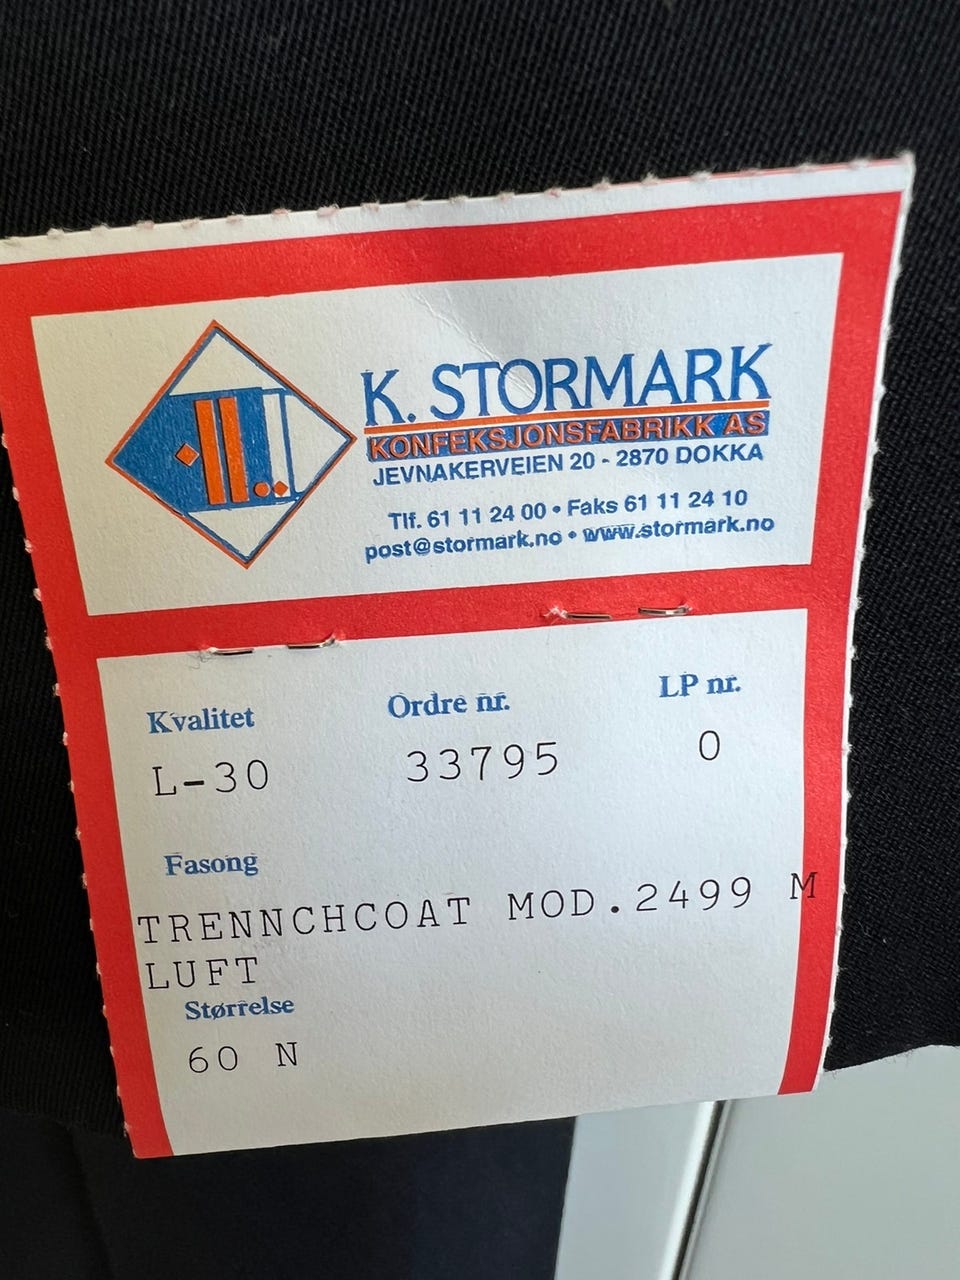 K. STORMARK
KONFEKSJONSFABRIKK AS
JEVNAKERVEIEN 20 - 2870 DOKKA
Tlf. 61 11 24 00 • Faks 61 11 24 10
post@stormark.no • www.stormark.no
Kvalitet Ordre nr. LP nr.
L-30 33795 0
Fasong
TRENNCHCOAT MOD.2499 M
LUFT
Størrelse
60 N